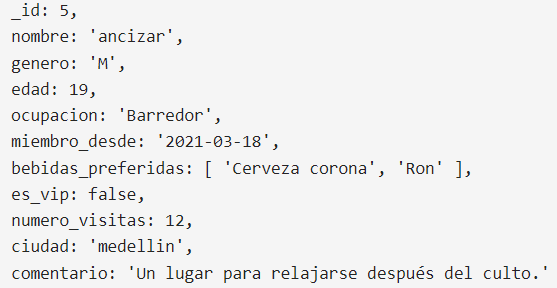 _id: 5,
nombre: 'ancizar',
genero: 'M',
edad: 19,
ocupacion: 'Barredor',
miembro_desde: '2021-03-18',
bebidas_preferidas: [ 'Cerveza corona', 'Ron' ],
es_vip: false,
numero_visitas: 12,
ciudad: 'medellin',
comentario: 'Un lugar para relajarse después del culto.'